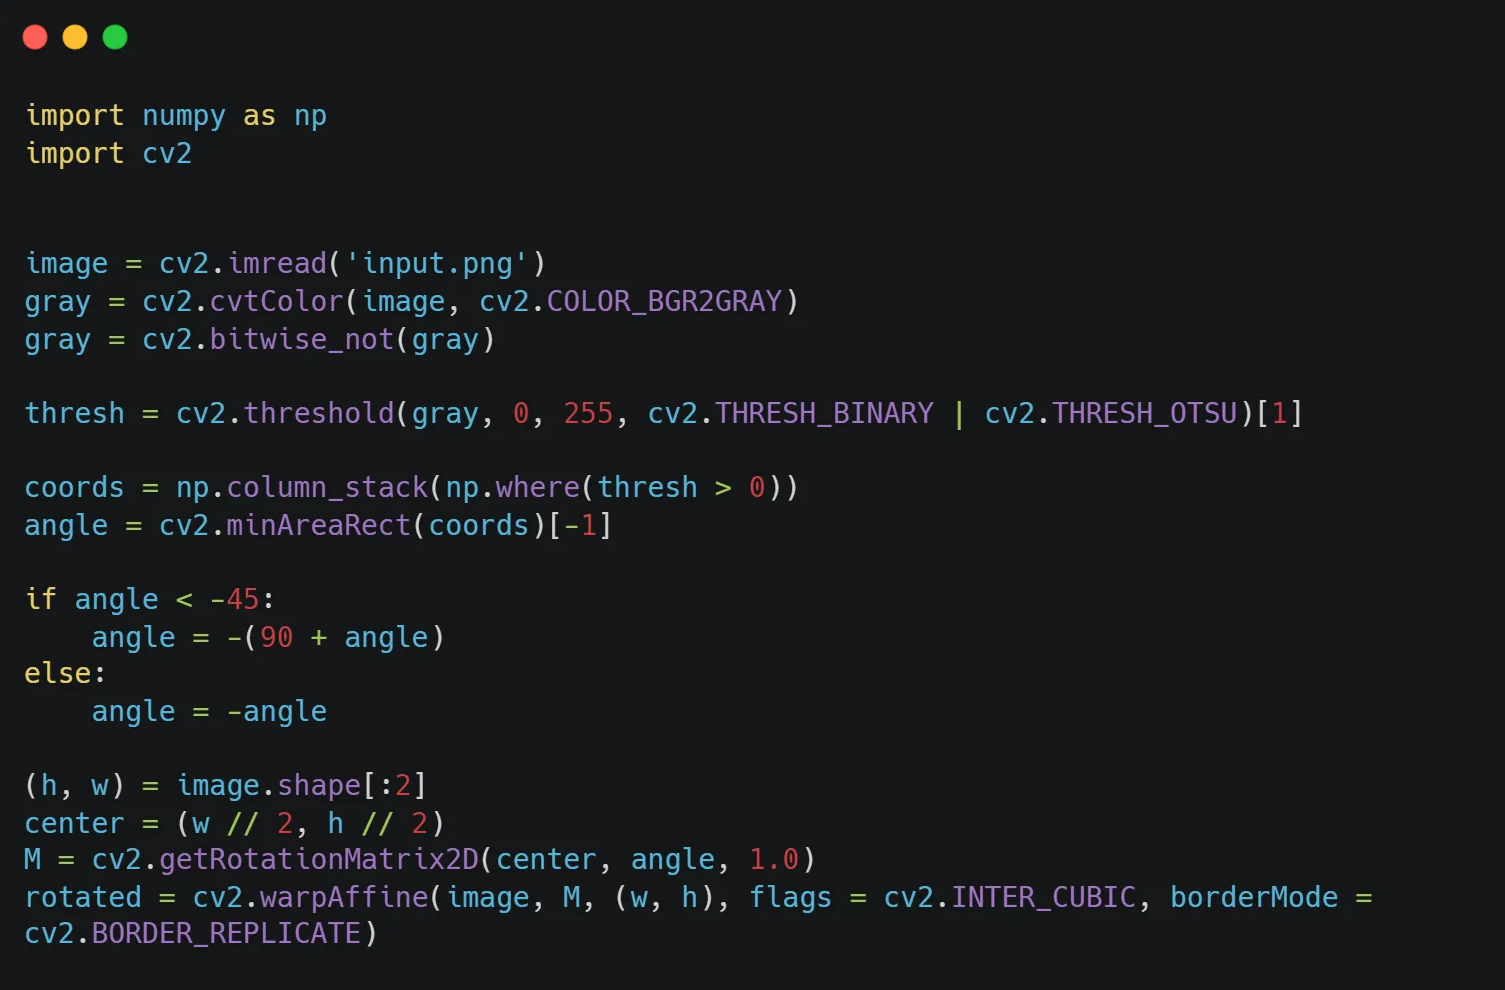 import numpy as np
import cv2
image = cv2.imread('input.png')
gray = cv2.cvtColor(image, cv2.COLOR_BGR2GRAY)
gray = cv2.bitwise_not(gray)
thresh = cv2.threshold(gray, 0, 255, cv2.THRESH_BINARY | cv2.THRESH_OTSU)[1]
coords = np.column_stack(np.where(thresh > 0))
angle = cv2.minAreaRect(coords)[-1]
if angle < -45:
    angle = -(90 + angle)
else:
    angle = -angle
(h, w) = image.shape[:2]
center = (w // 2, h // 2)
M = cv2.getRotationMatrix2D(center, angle, 1.0)
rotated = cv2.warpAffine(image, M, (w, h), flags = cv2.INTER_CUBIC, borderMode =
cv2.BORDER_REPLICATE)